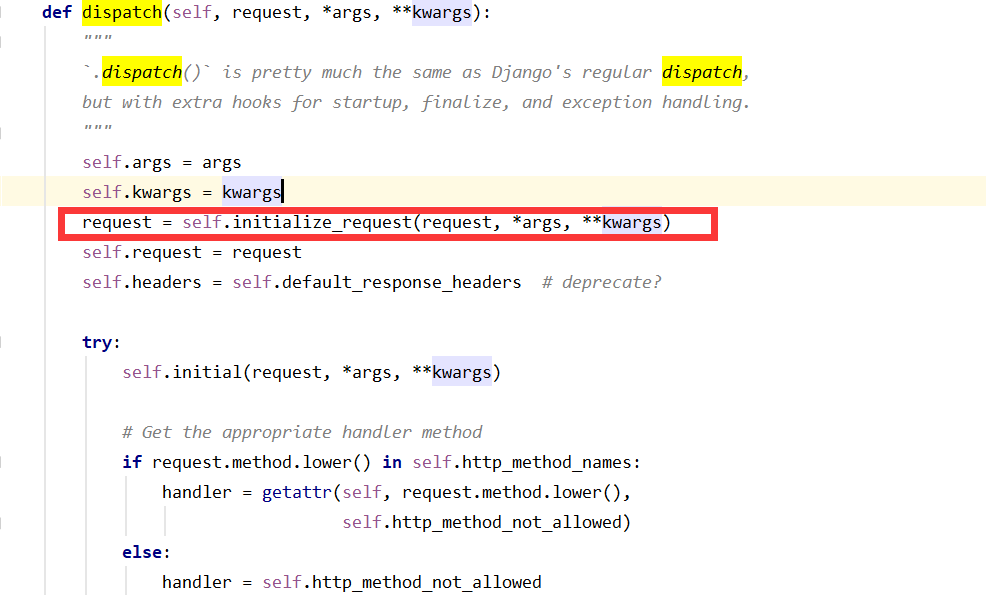 def dispatch(self, request, *args, **kwargs):
    """
    `.dispatch()` is pretty much the same as Django's regular dispatch,
    but with extra hooks for startup, finalize, and exception handling.
    """
    self.args = args
    self.kwargs = kwargs
    request = self.initialize_request(request, *args, **kwargs)
    self.request = request
    self.headers = self.default_response_headers  # deprecate?

    try:
        self.initial(request, *args, **kwargs)

        # Get the appropriate handler method
        if request.method.lower() in self.http_method_names:
            handler = getattr(self, request.method.lower(),
                              self.http_method_not_allowed)
        else:
            handler = self.http_method_not_allowed